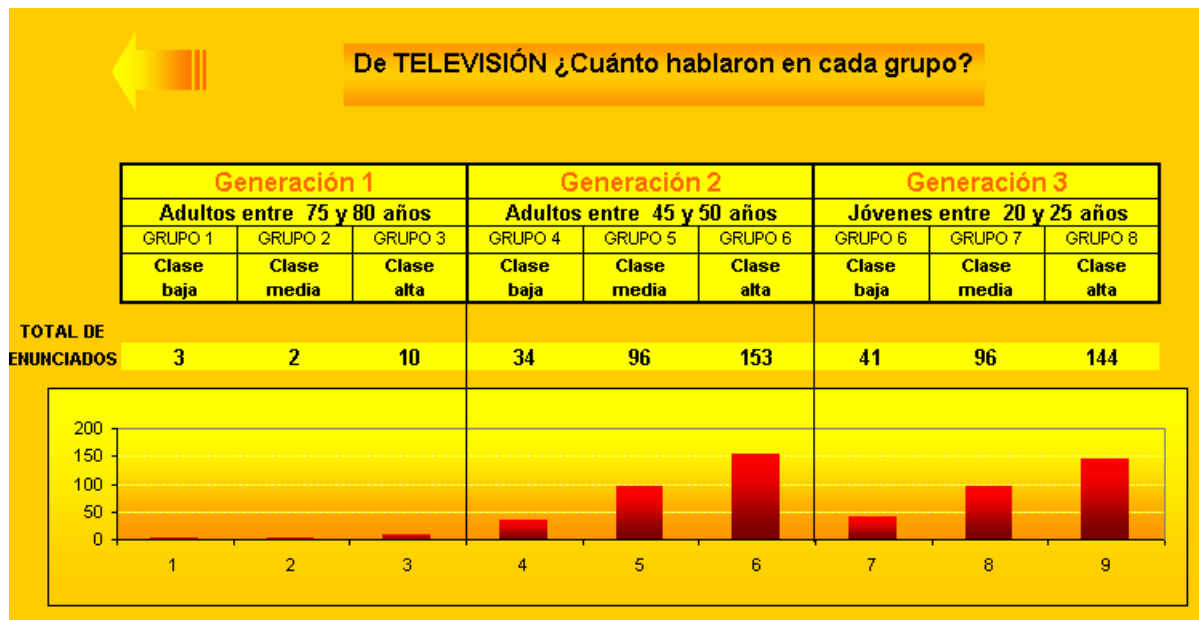 De TELEVISIÓN ¿Cuánto hablaron en cada grupo?
Generación 1 Generación 2 Generación 3
Adultos entre 75 y 80 años Adultos entre 45 y 50 años Jóvenes entre 20 y 25 años
GRUPO 1 GRUPO 2 GRUPO 3 GRUPO 4 GRUPO 5 GRUPO 6 GRUPO 6 GRUPO 7 GRUPO 8
Clase Clase Clase Clase Clase Clase Clase Clase Clase
baja media alta baja media alta baja media alta
TOTAL DE
ENUNCIADOS 3 2 10 34 96 153 41 96 144
200
150
100
50
0
1 2 3 4 5 6 7 8 9